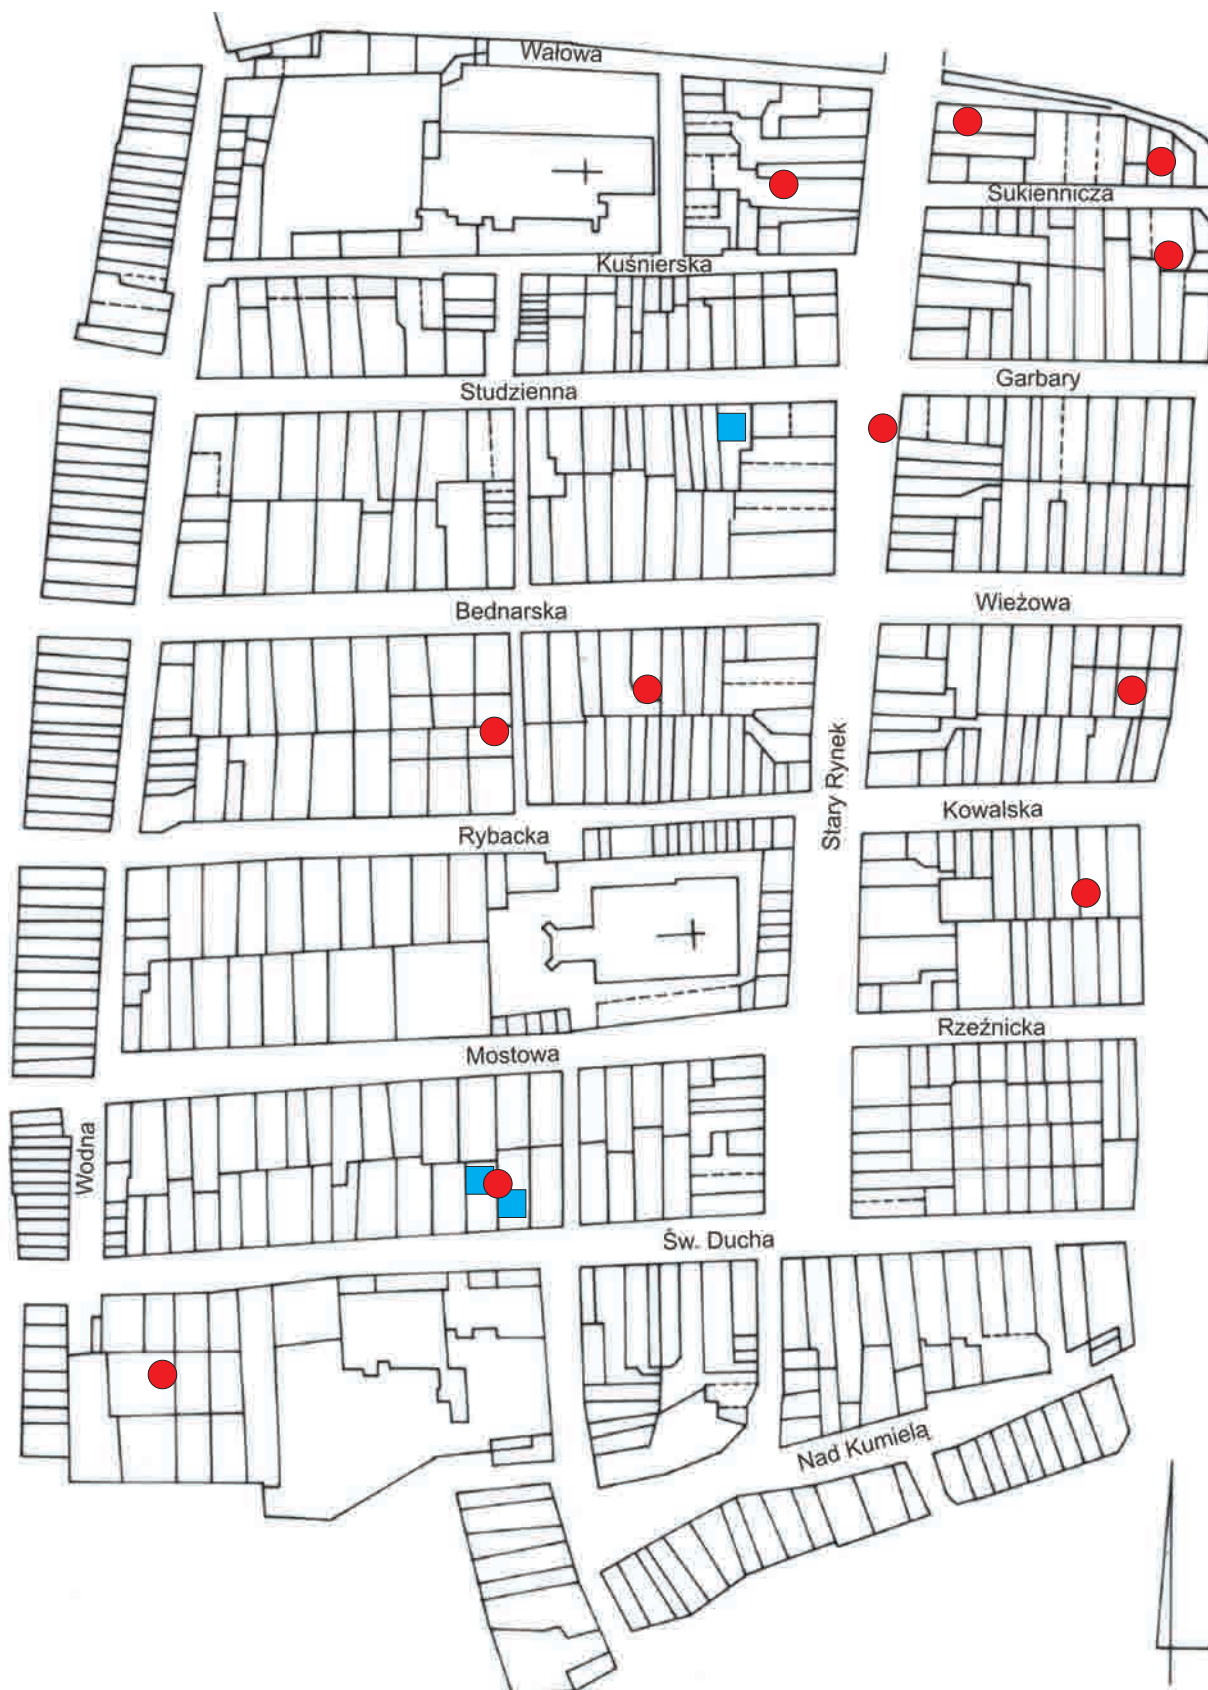 Wałowa
Sukiennicza
Kuśnierska
Studzienna
Garbary
Bednarska
Wieżowa
Stary Rynek
Rybacka
Kowalska
Mostowa
Rzeźnicka
Wodna
Św. Ducha
Nad Kumielą